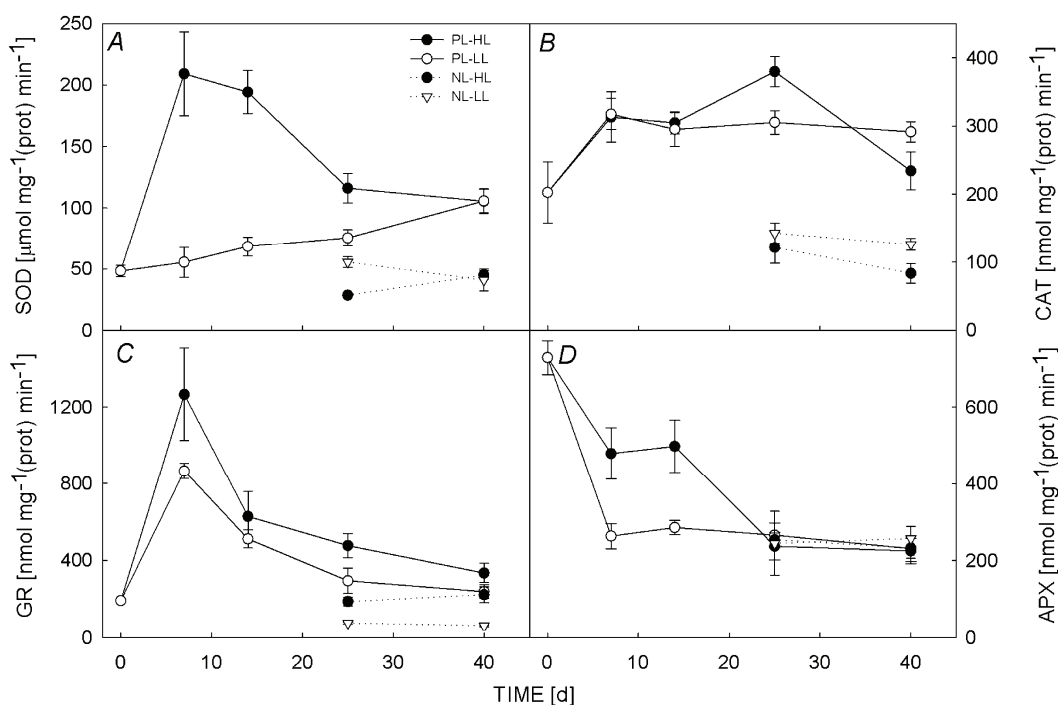 A
B
PL-HL
PL-LL
NL-HL
NL-LL
SOD [µmol mg⁻¹(prot) min⁻¹]
250
200
150
100
50
0
CAT [nmol mg⁻¹(prot) min⁻¹]
400
300
200
100
0
C
D
GR [nmol mg⁻¹(prot) min⁻¹]
1200
800
400
0
APX [nmol mg⁻¹(prot) min⁻¹]
600
400
200
0
0 10 20 30 40 0 10 20 30 40
TIME [d]